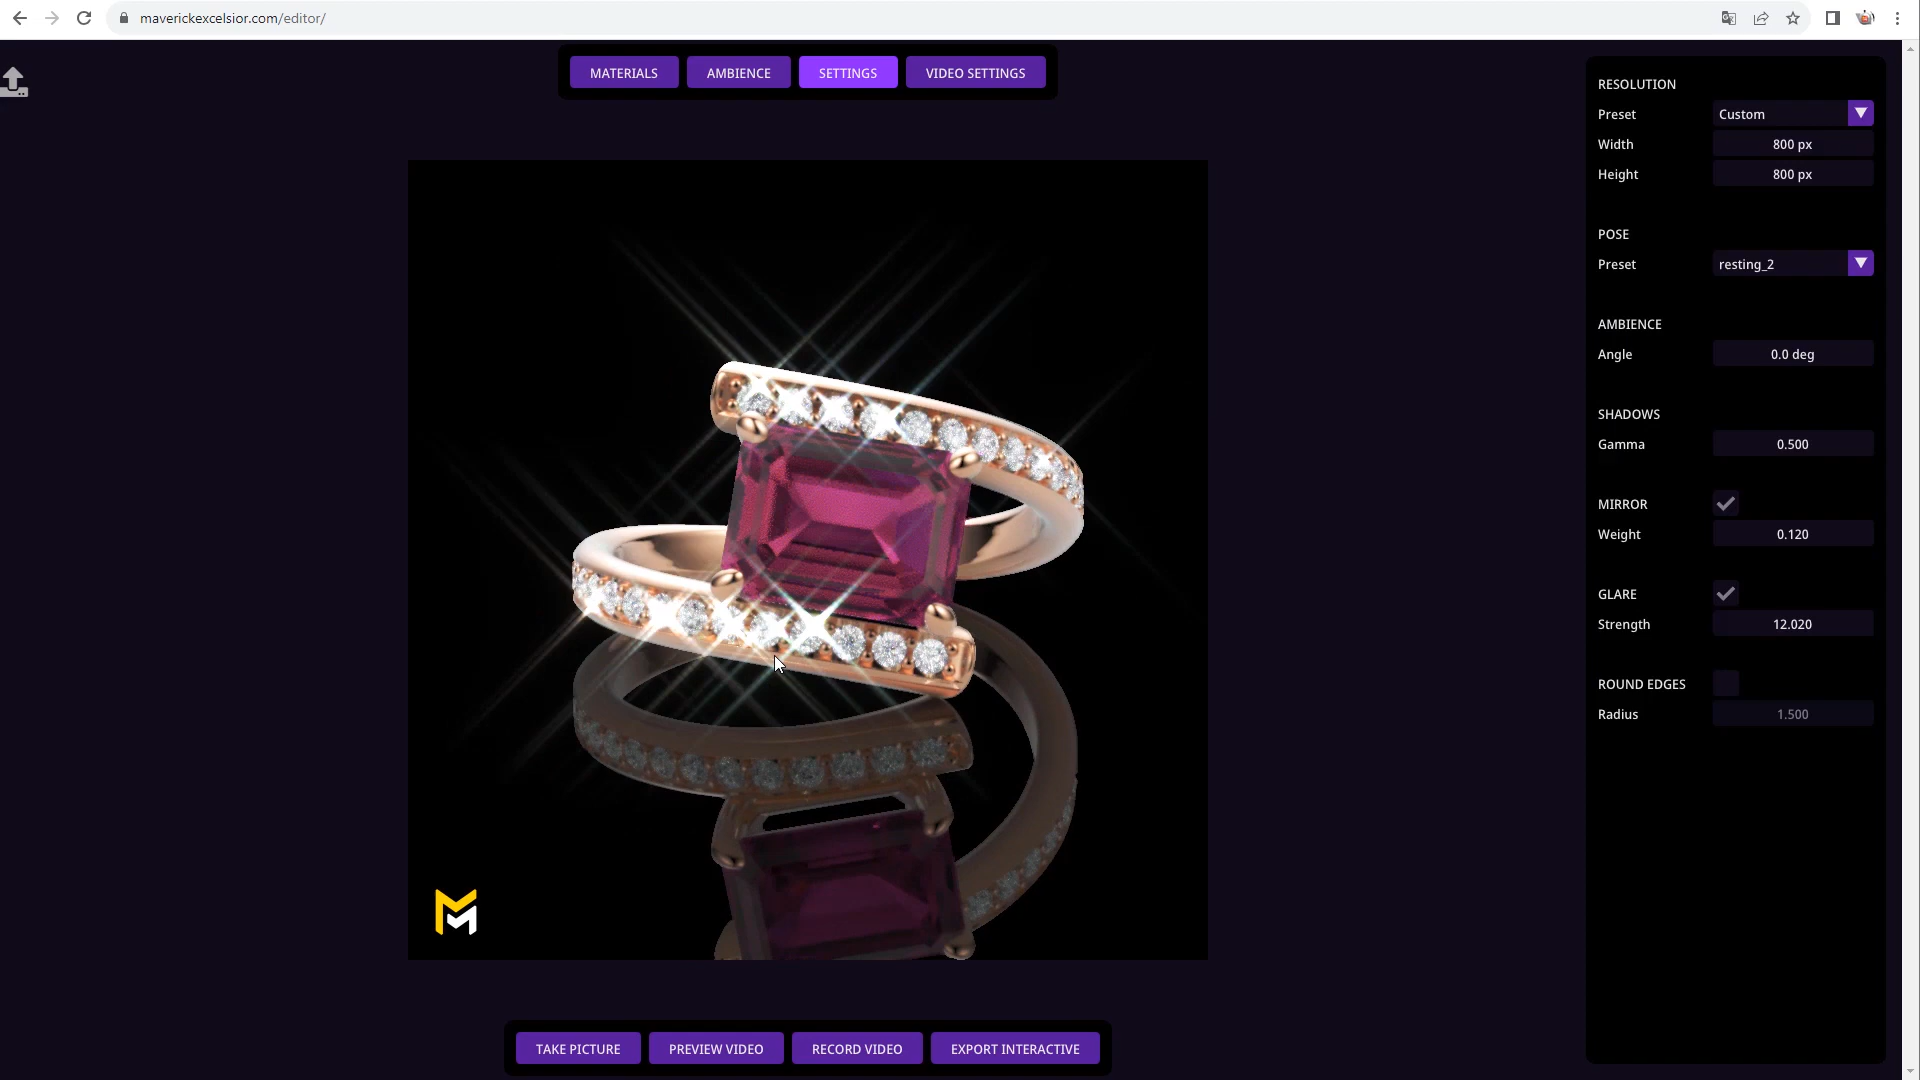 maverickexcelsior.com/editor/
MATERIALS
AMBIENCE
SETTINGS
VIDEO SETTINGS
RESOLUTION
Preset
Custom
Width
800 px
Height
800 px
POSE
Preset
resting_2
AMBIENCE
Angle
0.0 deg
SHADOWS
Gamma
0.500
MIRROR
Weight
0.120
GLARE
Strength
12.020
ROUND EDGES
Radius
1.500
M
TAKE PICTURE
PREVIEW VIDEO
RECORD VIDEO
EXPORT INTERACTIVE